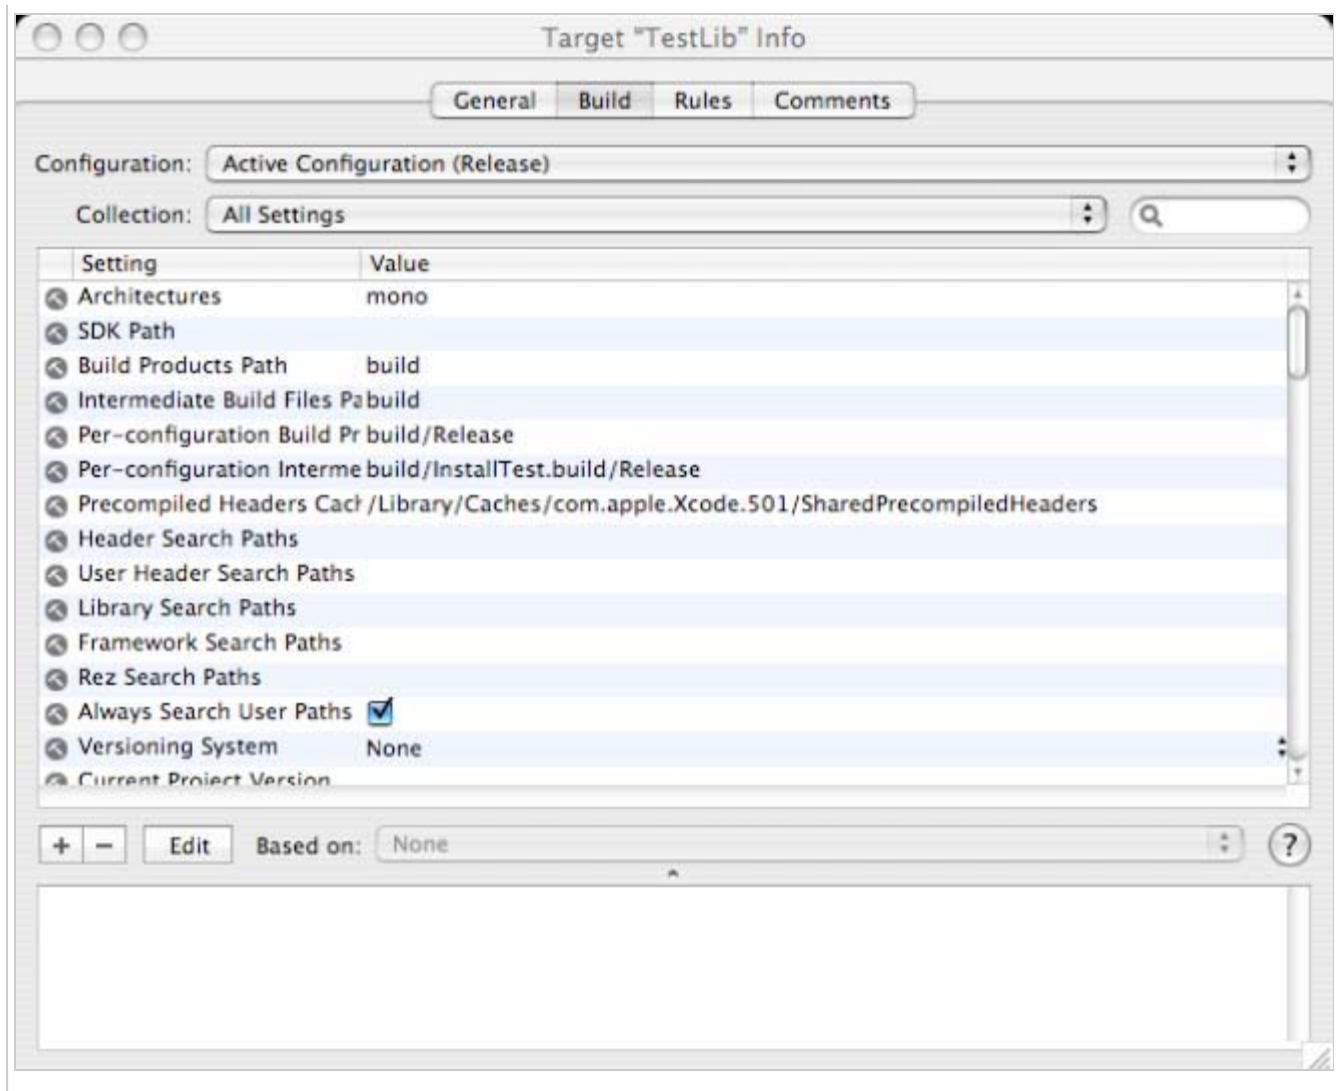 Target "TestLib" Info
General Build Rules Comments
Configuration: Active Configuration (Release)
Collection: All Settings
Setting Value
Architectures mono
SDK Path
Build Products Path build
Intermediate Build Files Pa build
Per-configuration Build Pr build/Release
Per-configuration Interme build/InstallTest.build/Release
Precompiled Headers Cach /Library/Caches/com.apple.Xcode.501/SharedPrecompiledHeaders
Header Search Paths
User Header Search Paths
Library Search Paths
Framework Search Paths
Rez Search Paths
Always Search User Paths
Versioning System None
Current Project Version
+ − Edit Based on: None ?